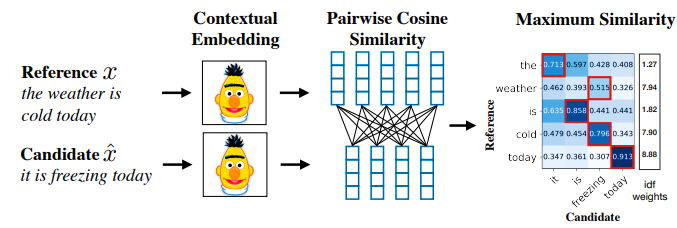 Contextual
Embedding
Pairwise Cosine
Similarity
Maximum Similarity
Reference x
the weather is
cold today
Candidate x̂
it is freezing today
Reference
the 0.713 0.597 0.428 0.408 1.27
weather 0.462 0.393 0.515 0.326 7.94
is 0.635 0.858 0.441 0.441 1.82
cold 0.479 0.454 0.796 0.343 7.90
today 0.347 0.361 0.307 0.913 8.88
it is freezing today
idf
weights
Candidate